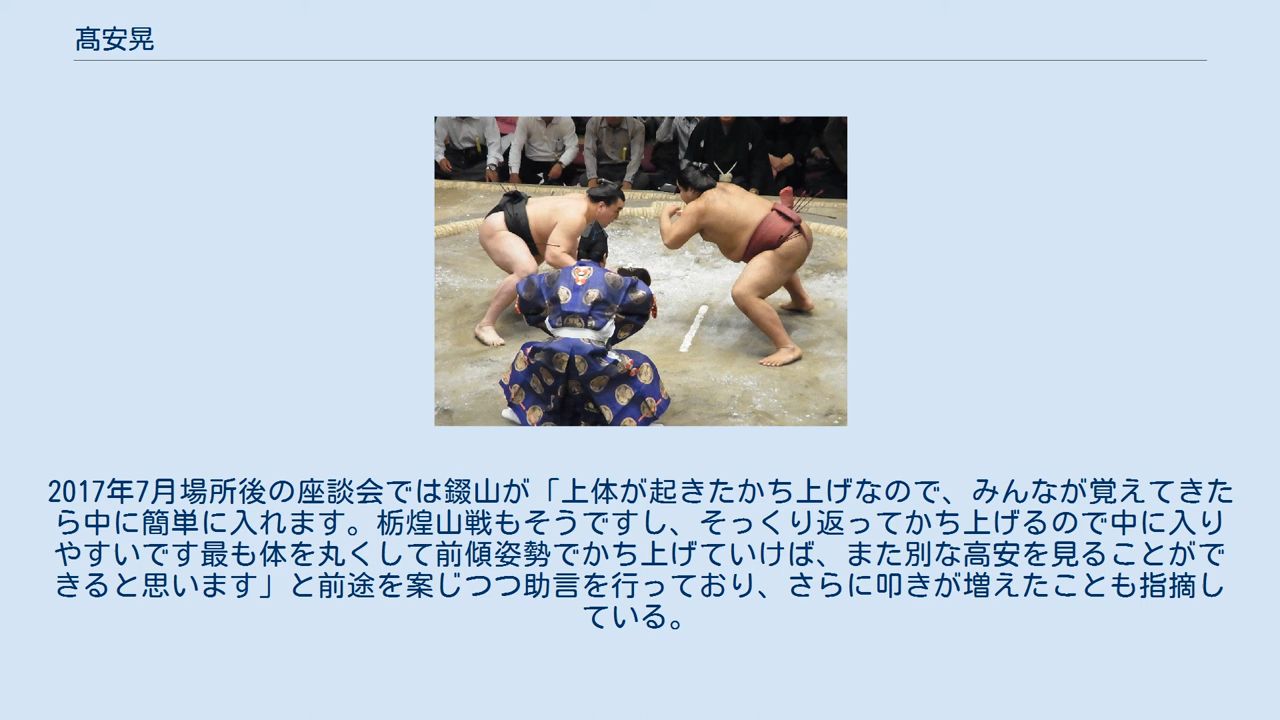 髙安晃
2017年7月場所後の座談会では錣山が「上体が起きたかち上げなので、みんなが覚えてきた
ら中に簡単に入れます。栃煌山戦もそうですし、そっくり返ってかち上げるので中に入り
やすいです最も体を丸くして前傾姿勢でかち上げていけば、また別な高安を見ることがで
きると思います」と前途を案じつつ助言を行っており、さらに叩きが増えたことも指摘し
ている。